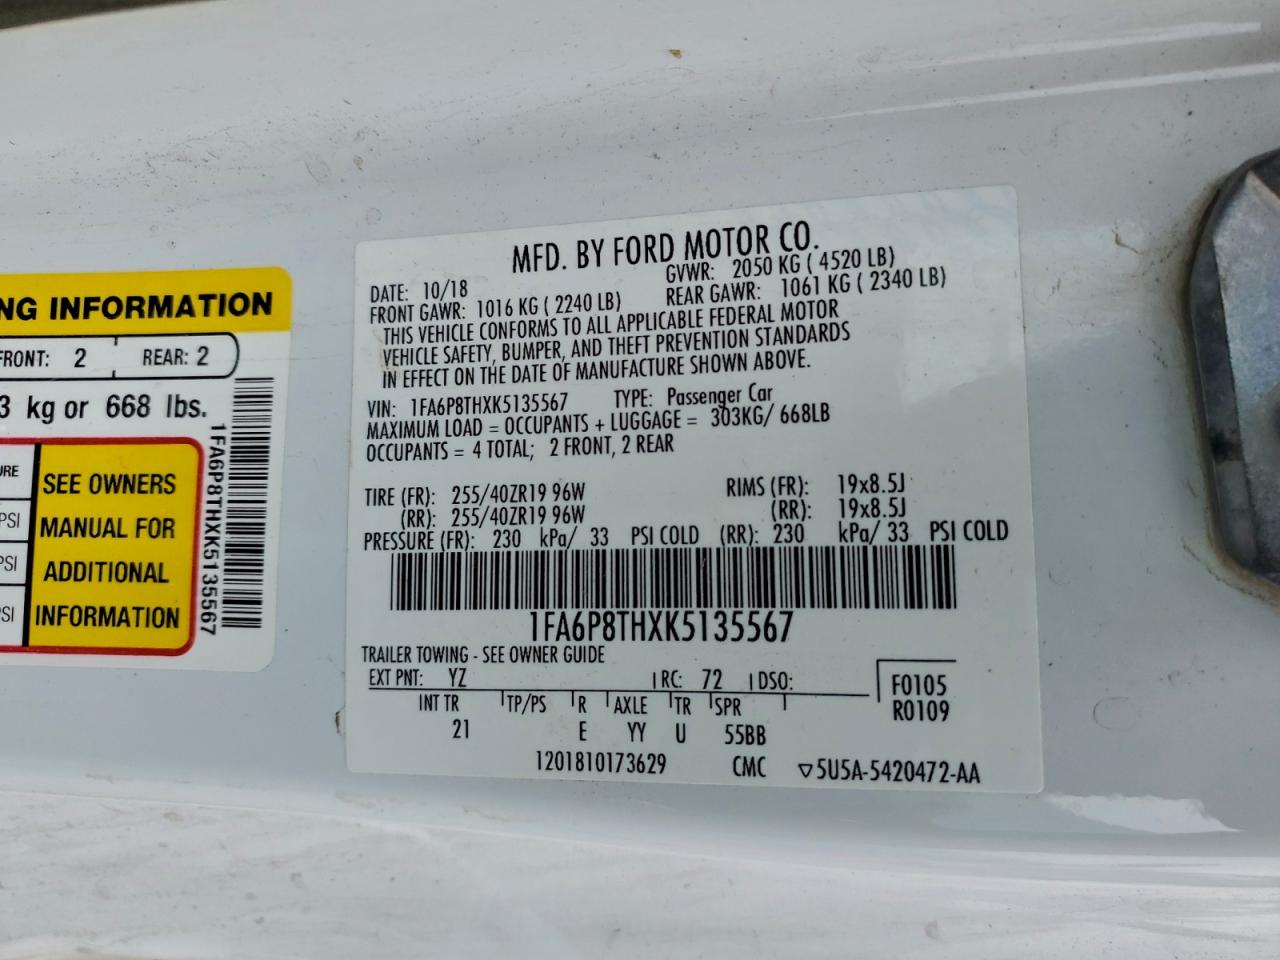 NG INFORMATION
FRONT: 2 REAR: 2
3 kg or 668 lbs.
URE
PSI
PSI
PSI
SEE OWNERS
MANUAL FOR
ADDITIONAL
INFORMATION
1FA6P8THXK5135567
MFD. BY FORD MOTOR CO.
DATE: 10/18 GVWR: 2050 KG ( 4520 LB)
FRONT GAWR: 1016 KG ( 2240 LB) REAR GAWR: 1061 KG ( 2340 LB)
THIS VEHICLE CONFORMS TO ALL APPLICABLE FEDERAL MOTOR
VEHICLE SAFETY, BUMPER, AND THEFT PREVENTION STANDARDS
IN EFFECT ON THE DATE OF MANUFACTURE SHOWN ABOVE.
VIN: 1FA6P8THXK5135567 TYPE: Passenger Car
MAXIMUM LOAD = OCCUPANTS + LUGGAGE = 303KG/ 668LB
OCCUPANTS = 4 TOTAL; 2 FRONT, 2 REAR
TIRE (FR): 255/40ZR19 96W RIMS (FR): 19x8.5J
(RR): 255/40ZR19 96W (RR): 19x8.5J
PRESSURE (FR): 230 kPa/ 33 PSI COLD (RR): 230 kPa/ 33 PSI COLD
1FA6P8THXK5135567
TRAILER TOWING - SEE OWNER GUIDE
EXT PNT: YZ RC: 72 DSO:
F0105
R0109
INT TR TP/PS R AXLE TR SPR
21 E YY U 55BB
1201810173629 CMC ▽5U5A-5420472-AA